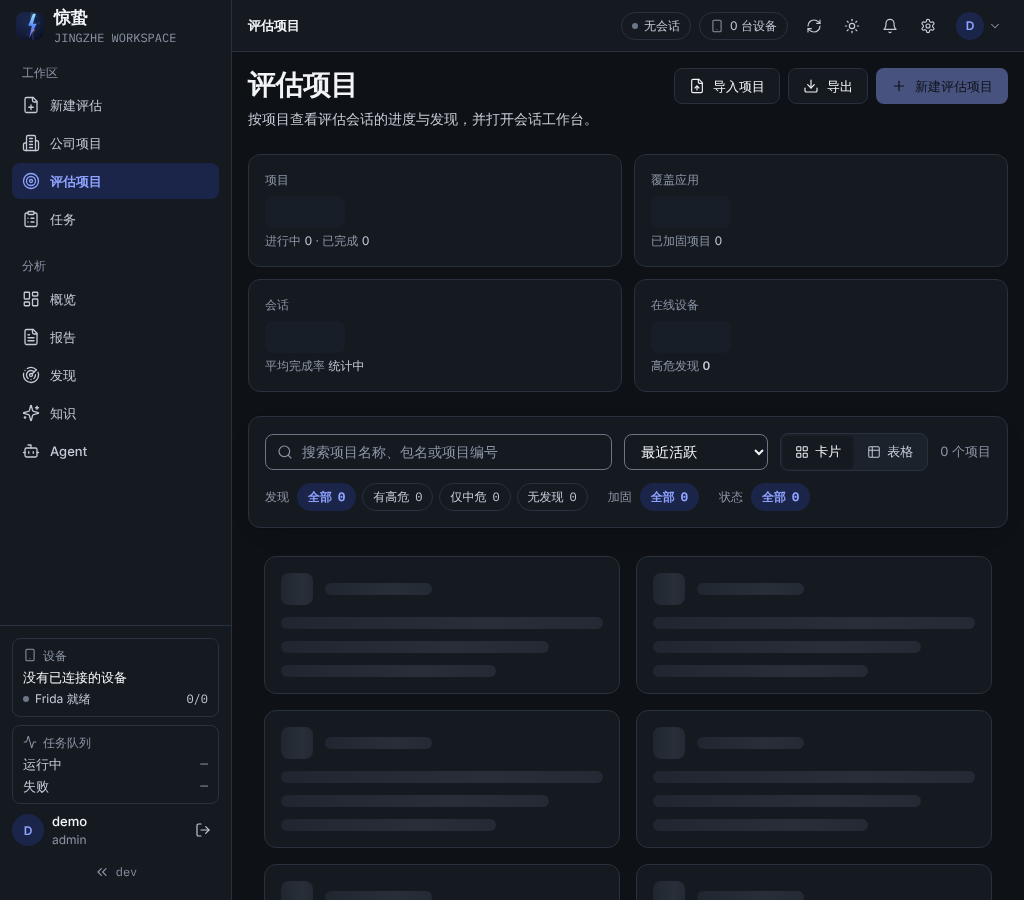 惊蛰
JINGZHE WORKSPACE
工作区
新建评估
公司项目
评估项目
任务
分析
概览
报告
发现
知识
Agent
设备
没有已连接的设备
Frida 就绪 0/0
任务队列
运行中 —
失败 —
D demo
admin
dev
评估项目
无会话
0 台设备
D
评估项目
导入项目
导出
新建评估项目
按项目查看评估会话的进度与发现，并打开会话工作台。
项目
进行中 0 · 已完成 0
覆盖应用
已加固项目 0
会话
平均完成率 统计中
在线设备
高危发现 0
搜索项目名称、包名或项目编号
最近活跃
卡片
表格
0 个项目
发现 全部 0 有高危 0 仅中危 0 无发现 0 加固 全部 0 状态 全部 0